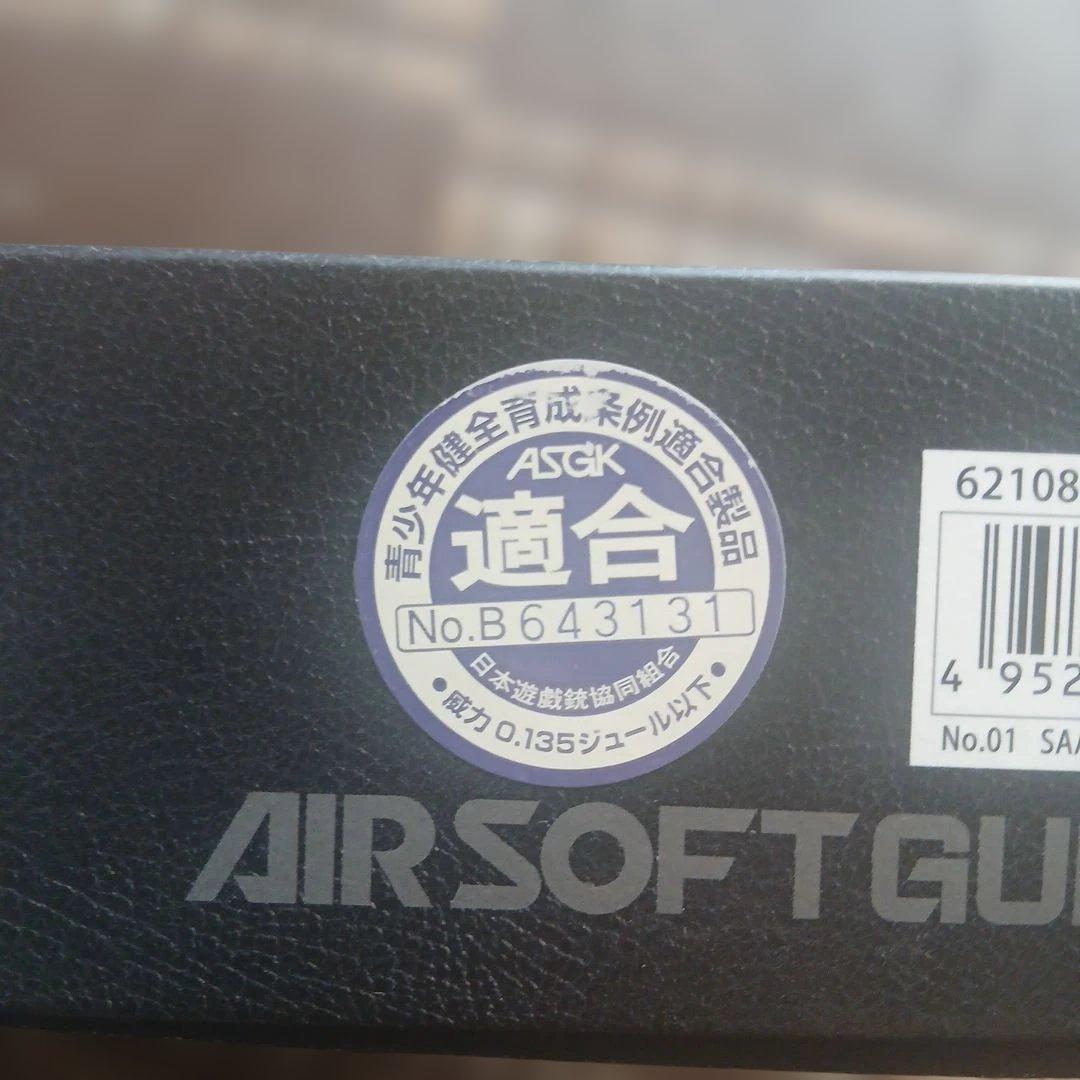 青少年健全育成条例適合製品
ASGK
適合
No.B643131
日本遊戯銃協同組合
●威力 0.135ジュール以下●
62108
4 952
No.01 SAA
AIRSOFT GU